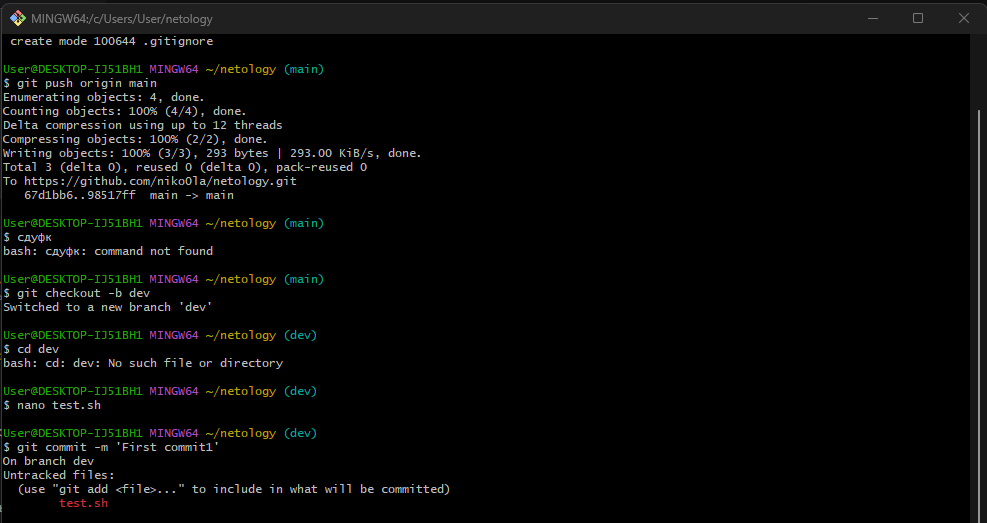 MINGW64:/c/Users/User/netology
create mode 100644 .gitignore
User@DESKTOP-IJ51BH1 MINGW64 ~/netology (main)
$ git push origin main
Enumerating objects: 4, done.
Counting objects: 100% (4/4), done.
Delta compression using up to 12 threads
Compressing objects: 100% (2/2), done.
Writing objects: 100% (3/3), 293 bytes | 293.00 KiB/s, done.
Total 3 (delta 0), reused 0 (delta 0), pack-reused 0
To https://github.com/niko0la/netology.git
   67d1bb6..98517ff  main -> main
User@DESKTOP-IJ51BH1 MINGW64 ~/netology (main)
$ сдуфк
bash: сдуфк: command not found
User@DESKTOP-IJ51BH1 MINGW64 ~/netology (main)
$ git checkout -b dev
Switched to a new branch 'dev'
User@DESKTOP-IJ51BH1 MINGW64 ~/netology (dev)
$ cd dev
bash: cd: dev: No such file or directory
User@DESKTOP-IJ51BH1 MINGW64 ~/netology (dev)
$ nano test.sh
User@DESKTOP-IJ51BH1 MINGW64 ~/netology (dev)
$ git commit -m 'First commit1'
On branch dev
Untracked files:
  (use "git add <file>..." to include in what will be committed)
        test.sh